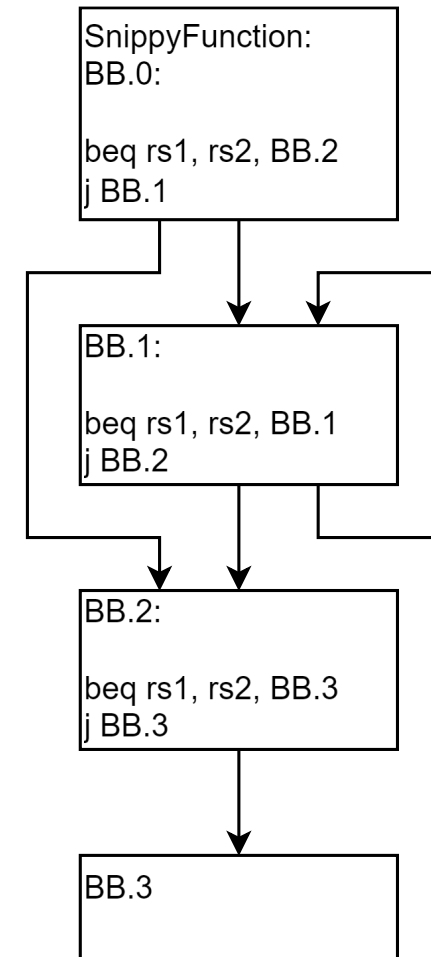 SnippyFunction:
BB.0:
beq rs1, rs2, BB.2
j BB.1
BB.1:
beq rs1, rs2, BB.1
j BB.2
BB.2:
beq rs1, rs2, BB.3
j BB.3
BB.3